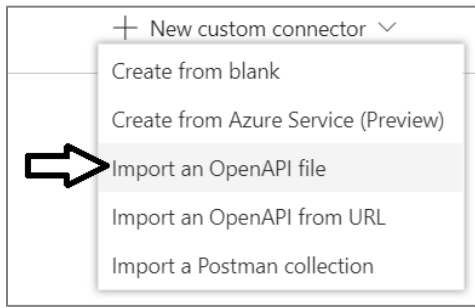 New custom connector
Create from blank
Create from Azure Service (Preview)
Import an OpenAPI file
Import an OpenAPI from URL
Import a Postman collection